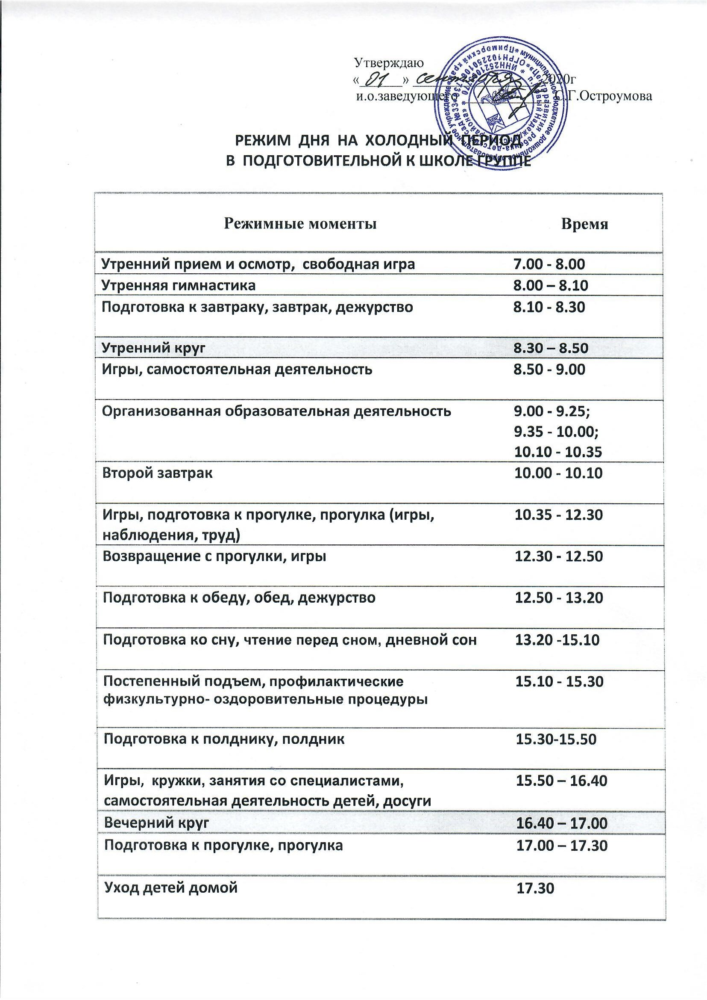 Утверждаю
« 01 » сентября 2020г
и.о.заведующего С.Г.Остроумова
РЕЖИМ ДНЯ НА ХОЛОДНЫЙ ПЕРИОД
В ПОДГОТОВИТЕЛЬНОЙ К ШКОЛЕ ГРУППЕ
Режимные моменты Время
Утренний прием и осмотр, свободная игра 7.00 - 8.00
Утренняя гимнастика 8.00 – 8.10
Подготовка к завтраку, завтрак, дежурство 8.10 - 8.30
Утренний круг 8.30 – 8.50
Игры, самостоятельная деятельность 8.50 - 9.00
Организованная образовательная деятельность 9.00 - 9.25;
9.35 - 10.00;
10.10 - 10.35
Второй завтрак 10.00 - 10.10
Игры, подготовка к прогулке, прогулка (игры, 10.35 - 12.30
наблюдения, труд)
Возвращение с прогулки, игры 12.30 - 12.50
Подготовка к обеду, обед, дежурство 12.50 - 13.20
Подготовка ко сну, чтение перед сном, дневной сон 13.20 -15.10
Постепенный подъем, профилактические 15.10 - 15.30
физкультурно- оздоровительные процедуры
Подготовка к полднику, полдник 15.30-15.50
Игры, кружки, занятия со специалистами, 15.50 – 16.40
самостоятельная деятельность детей, досуги
Вечерний круг 16.40 – 17.00
Подготовка к прогулке, прогулка 17.00 – 17.30
Уход детей домой 17.30